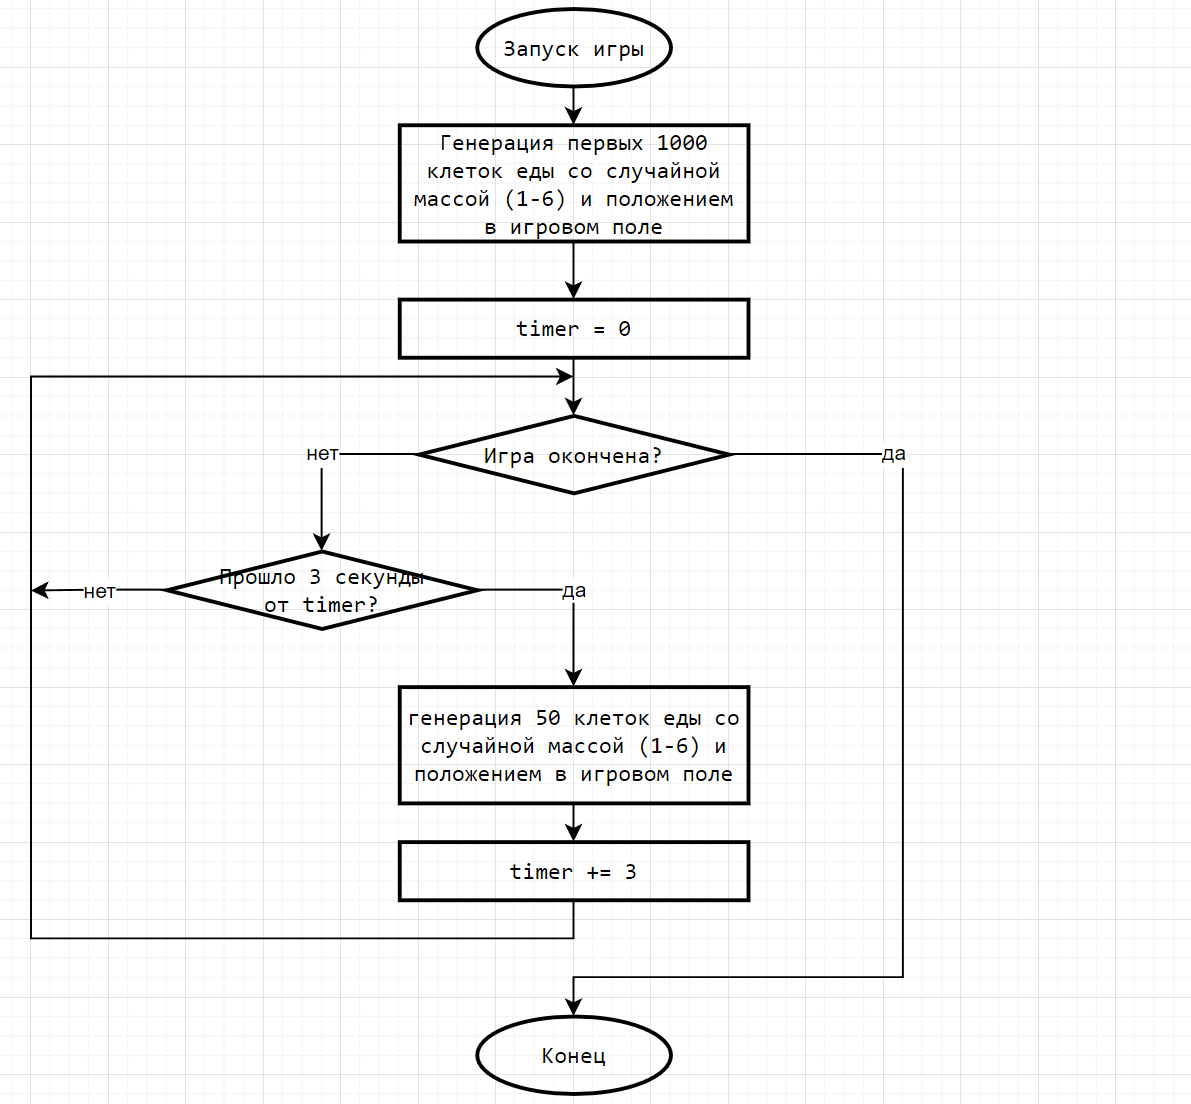 Запуск игры
Генерация первых 1000
клеток еды со случайной
массой (1-6) и положением
в игровом поле
timer = 0
Игра окончена?
нет
да
Прошло 3 секунды
от timer?
нет
да
генерация 50 клеток еды со
случайной массой (1-6) и
положением в игровом поле
timer += 3
Конец